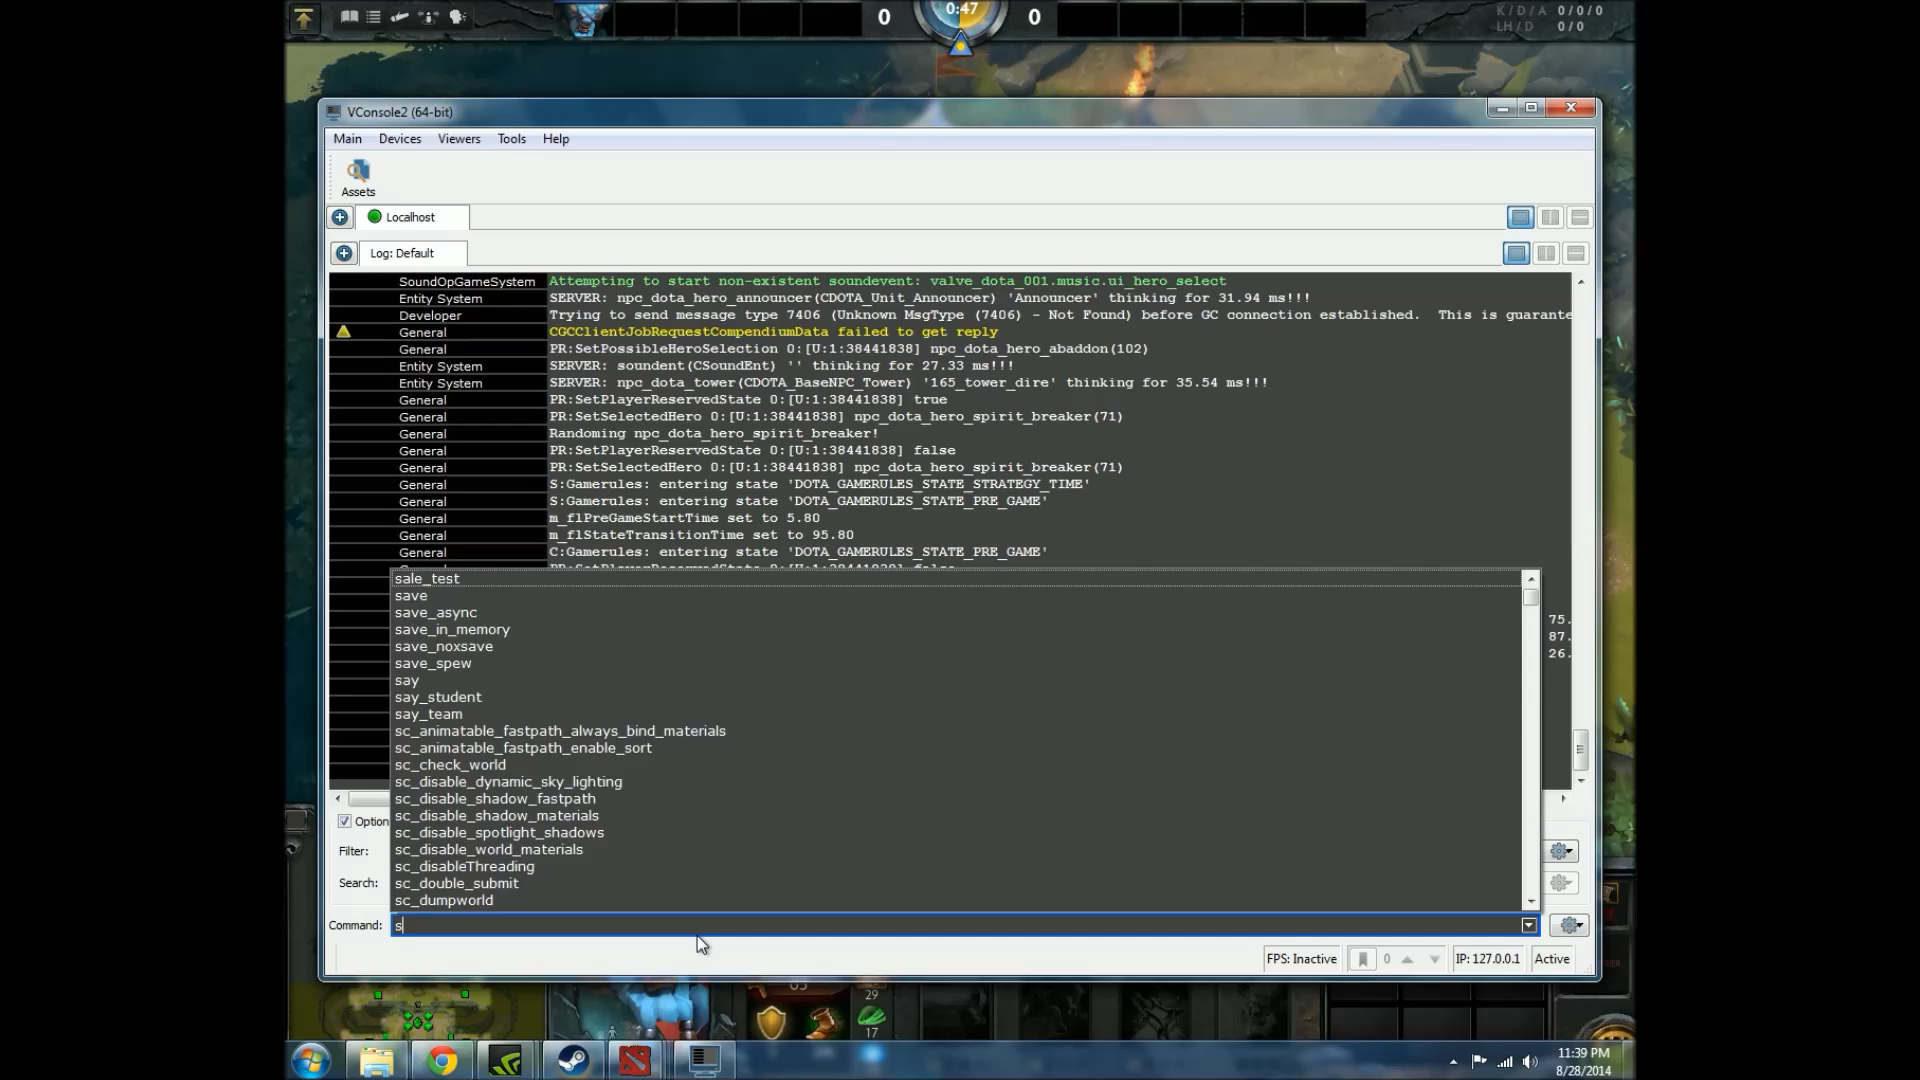 0
0:47
0
K / D / A 0 / 0 / 0
LH / D 0 / 0
VConsole2 (64-bit)
Main Devices Viewers Tools Help
Assets
Localhost
Log: Default
SoundOpGameSystem Attempting to start non-existent soundevent: valve_dota_001.music.ui_hero_select
Entity System SERVER: npc_dota_hero_announcer(CDOTA_Unit_Announcer) 'Announcer' thinking for 31.94 ms!!!
Developer Trying to send message type 7406 (Unknown MsgType (7406) - Not Found) before GC connection established. This is guarante
General CGCClientJobRequestCompendiumData failed to get reply
General PR:SetPossibleHeroSelection 0:[U:1:38441838] npc_dota_hero_abaddon(102)
Entity System SERVER: soundent(CSoundEnt) '' thinking for 27.33 ms!!!
Entity System SERVER: npc_dota_tower(CDOTA_BaseNPC_Tower) '165_tower_dire' thinking for 35.54 ms!!!
General PR:SetPlayerReservedState 0:[U:1:38441838] true
General PR:SetSelectedHero 0:[U:1:38441838] npc_dota_hero_spirit_breaker(71)
General Randoming npc_dota_hero_spirit_breaker!
General PR:SetPlayerReservedState 0:[U:1:38441838] false
General PR:SetSelectedHero 0:[U:1:38441838] npc_dota_hero_spirit_breaker(71)
General S:Gamerules: entering state 'DOTA_GAMERULES_STATE_STRATEGY_TIME'
General S:Gamerules: entering state 'DOTA_GAMERULES_STATE_PRE_GAME'
General m_flPreGameStartTime set to 5.80
General m_flStateTransitionTime set to 95.80
General C:Gamerules: entering state 'DOTA_GAMERULES_STATE_PRE_GAME'
sale_test
save
save_async
save_in_memory
save_noxsave
save_spew
say
say_student
say_team
sc_animatable_fastpath_always_bind_materials
sc_animatable_fastpath_enable_sort
sc_check_world
sc_disable_dynamic_sky_lighting
sc_disable_shadow_fastpath
sc_disable_shadow_materials
sc_disable_spotlight_shadows
sc_disable_world_materials
sc_disableThreading
sc_double_submit
sc_dumpworld
75.
87.
26.
Option
Filter:
Search:
Command: s
FPS: Inactive 0 IP: 127.0.0.1 Active
29
17
11:39 PM
8/28/2014